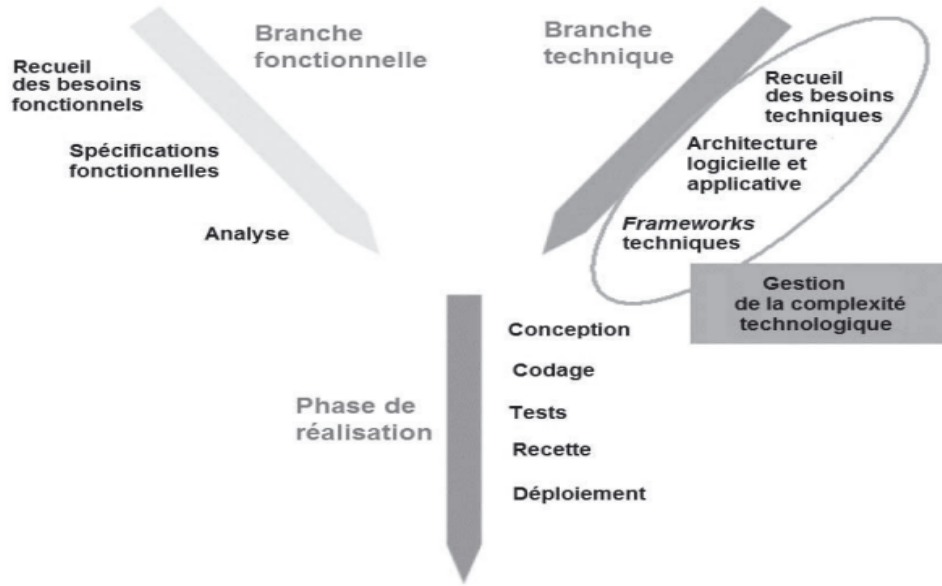 Branche
fonctionnelle
Recueil
des besoins
fonctionnels
Spécifications
fonctionnelles
Analyse
Branche
technique
Recueil
des besoins
techniques
Architecture
logicielle et
applicative
Frameworks
techniques
Gestion
de la complexité
technologique
Phase de
réalisation
Conception
Codage
Tests
Recette
Déploiement